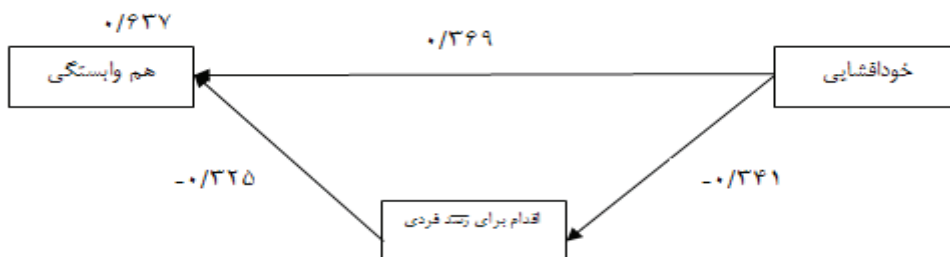 ۰/۶۳۷
۰/۳۶۹
خودافشایی
هم وابستگی
-۰/۳۴۱
-۰/۳۲۵
اقدام برای رشد فردی